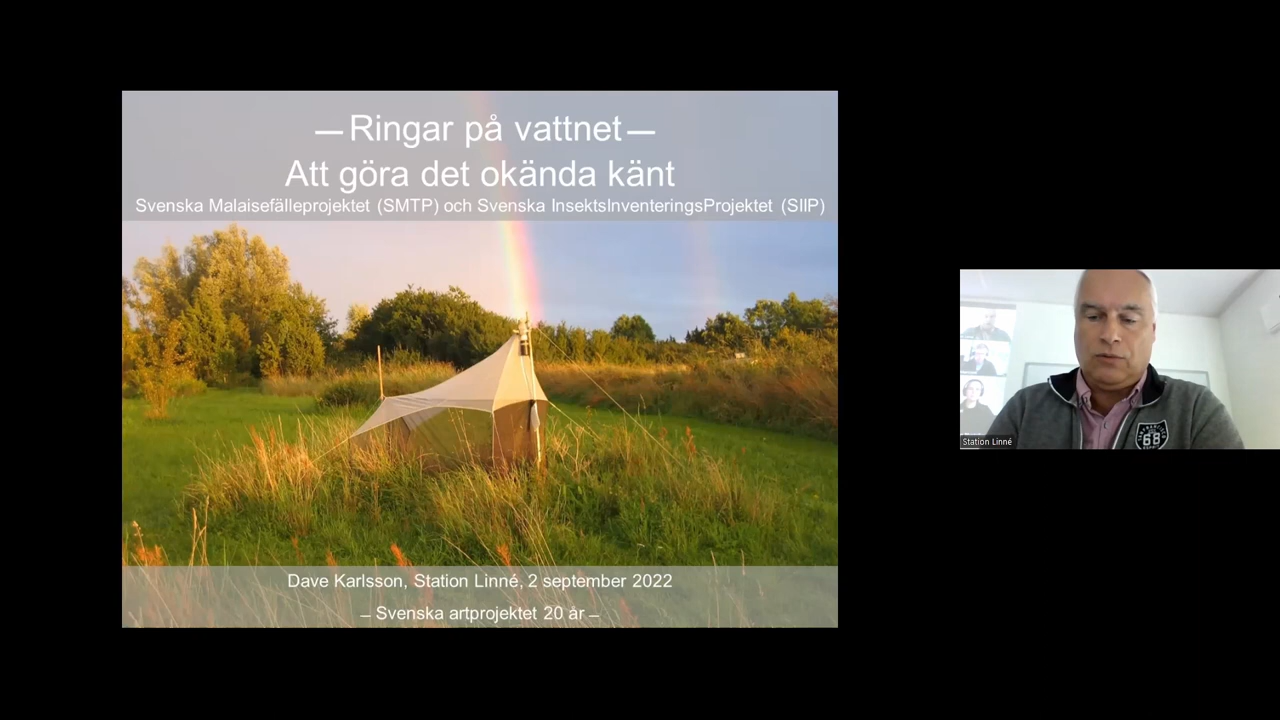 —Ringar på vattnet—
Att göra det okända känt
Svenska Malaisefälleprojektet (SMTP) och Svenska InsektsInventeringsProjektet (SIIP)
Dave Karlsson, Station Linné, 2 september 2022
– Svenska artprojektet 20 år –
Station Linné
68